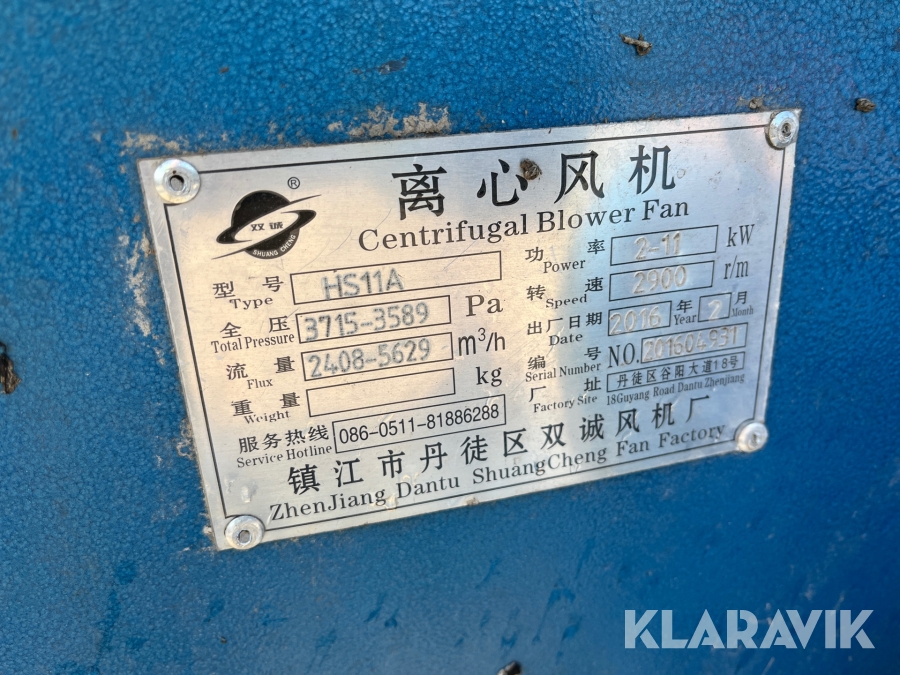 离心风机
Centrifugal Blower Fan
双诚
SHUANG CHENG
®
型号 HS11A
Type
全压 3715-3589 Pa
Total Pressure
流量 2408-5629 m³/h
Flux
重量 kg
Weight
服务热线 086-0511-81886288
Service Hotline
功率 2-11 kW
Power
转速 2900 r/m
Speed
出厂日期 2016 年 2 月
Date Year Month
编号 NO.201604931
Serial Number
厂址 丹徒区谷阳大道18号
Factory Site 18Guyang Road Dantu Zhenjiang
镇江市丹徒区双诚风机厂
ZhenJiang Dantu ShuangCheng Fan Factory
KLARAVIK